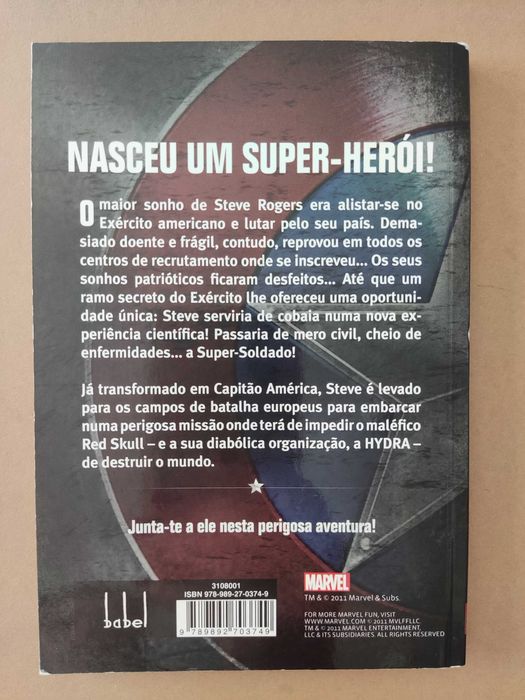 NASCEU UM SUPER-HERÓI!
O maior sonho de Steve Rogers era alistar-se no
Exército americano e lutar pelo seu país. Dema-
siado doente e frágil, contudo, reprovou em todos os
centros de recrutamento onde se inscreveu... Os seus
sonhos patrióticos ficaram desfeitos... Até que um
ramo secreto do Exército lhe ofereceu uma oportuni-
dade única: Steve serviria de cobaia numa nova ex-
periência científica! Passaria de mero civil, cheio de
enfermidades... a Super-Soldado!
Já transformado em Capitão América, Steve é levado
para os campos de batalha europeus para embarcar
numa perigosa missão onde terá de impedir o maléfico
Red Skull – e a sua diabólica organização, a HYDRA –
de destruir o mundo.
Junta-te a ele nesta perigosa aventura!
babel
3108001
ISBN 978-989-27-0374-9
9 789892 703749
MARVEL
TM & © 2011 Marvel & Subs.
FOR MORE MARVEL FUN, VISIT
WWW.MARVEL.COM © 2011 MVLFFLLC.
TM & © 2011 MARVEL ENTERTAINMENT,
LLC & ITS SUBSIDIARIES. ALL RIGHTS RESERVED